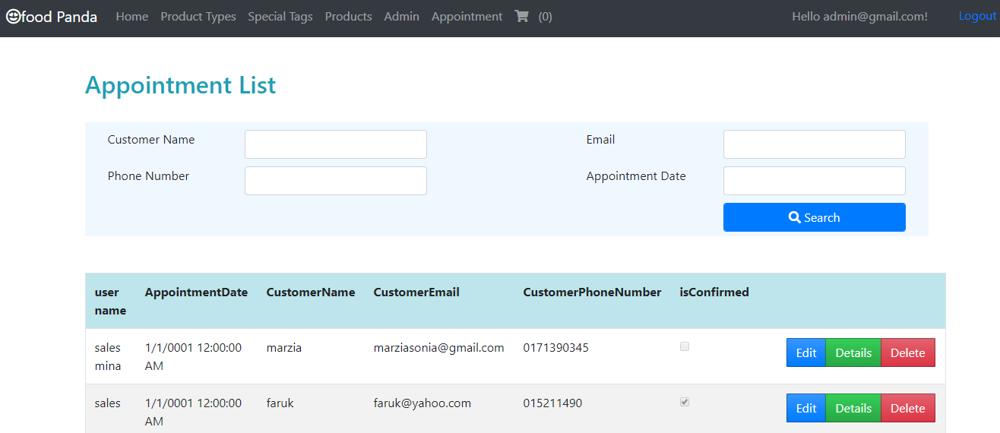 food Panda Home Product Types Special Tags Products Admin Appointment (0) Hello admin@gmail.com! Logout
Appointment List
Customer Name Email
Phone Number Appointment Date
Search
user name AppointmentDate CustomerName CustomerEmail CustomerPhoneNumber isConfirmed
sales mina 1/1/0001 12:00:00 AM marzia marziasonia@gmail.com 0171390345 Edit Details Delete
sales 1/1/0001 12:00:00 AM faruk faruk@yahoo.com 015211490 Edit Details Delete